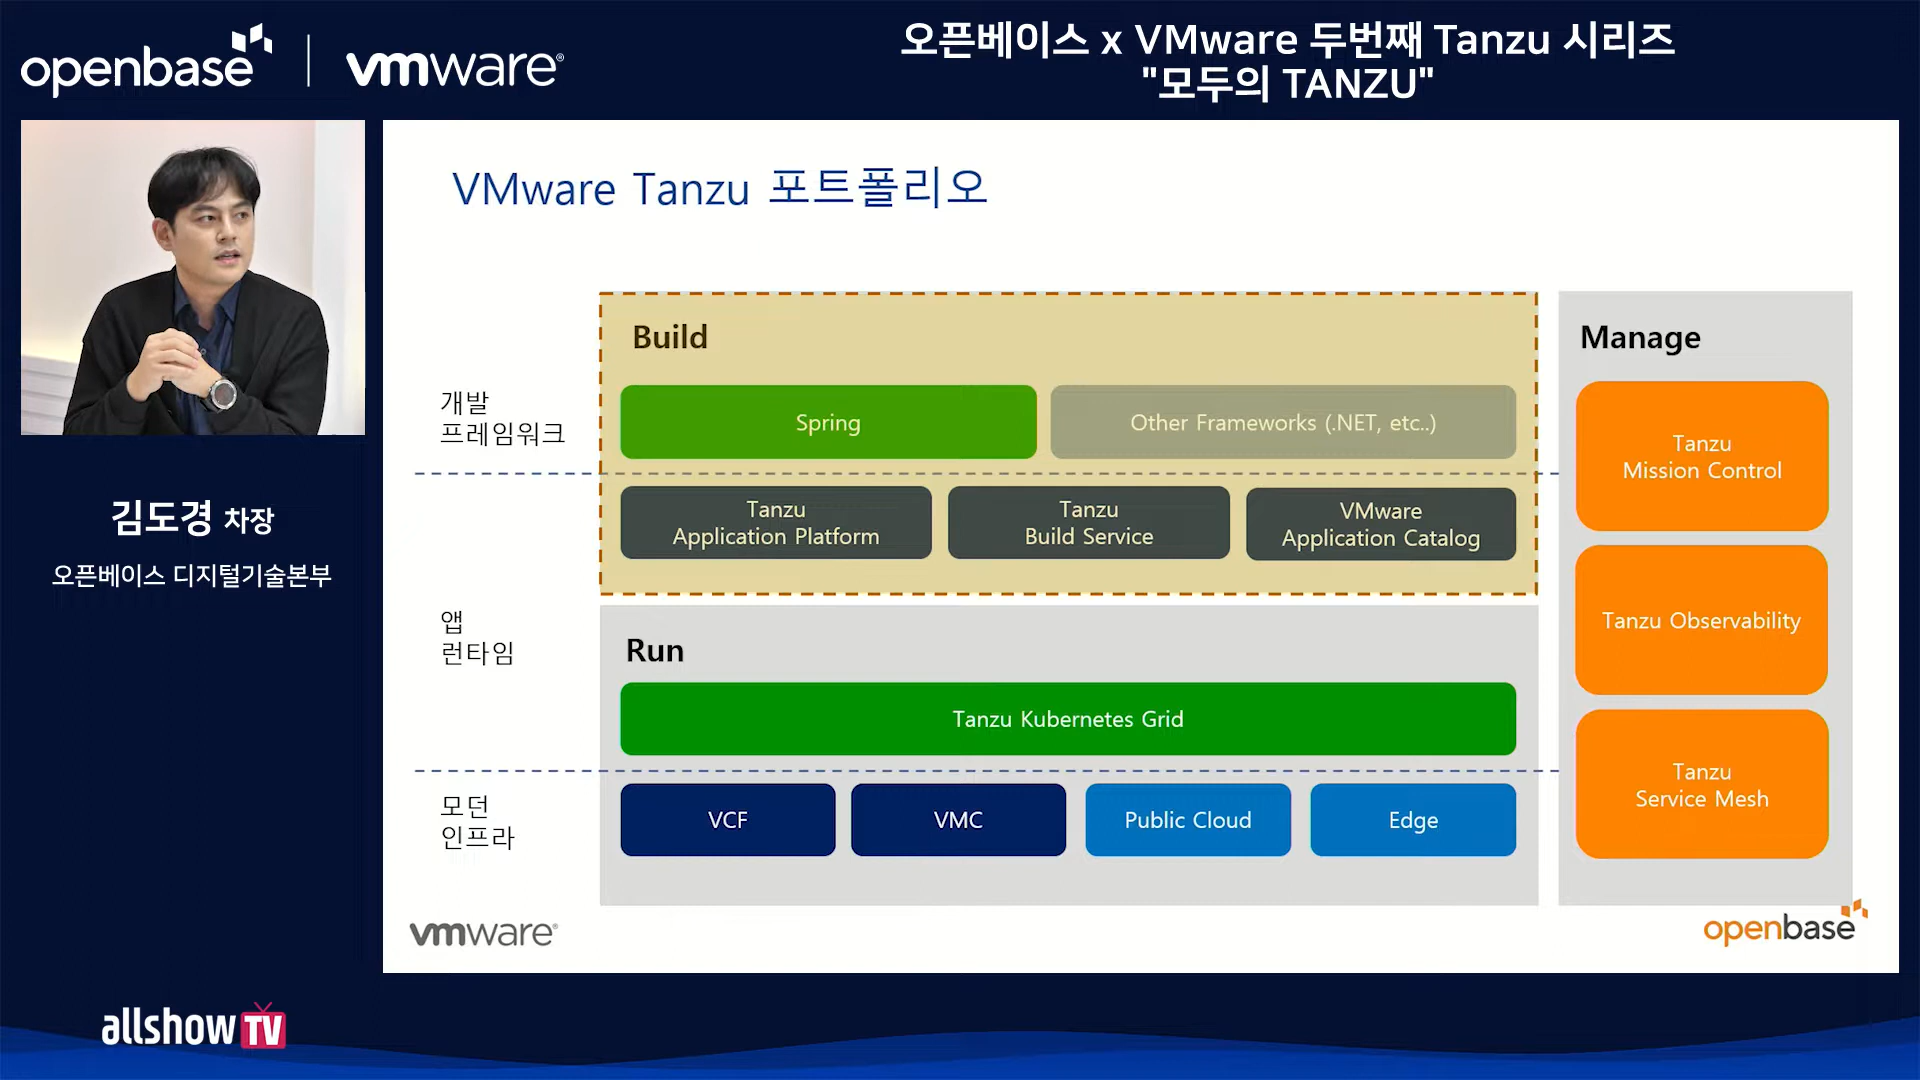 openbase
vmware®
오픈베이스 x VMware 두번째 Tanzu 시리즈
"모두의 TANZU"
김도경 차장
오픈베이스 디지털기술본부
VMware Tanzu 포트폴리오
개발
프레임워크
앱
런타임
모던
인프라
Build
Spring
Other Frameworks (.NET, etc..)
Tanzu
Application Platform
Tanzu
Build Service
VMware
Application Catalog
Run
Tanzu Kubernetes Grid
VCF
VMC
Public Cloud
Edge
Manage
Tanzu
Mission Control
Tanzu Observability
Tanzu
Service Mesh
vmware®
openbase
allshowTV